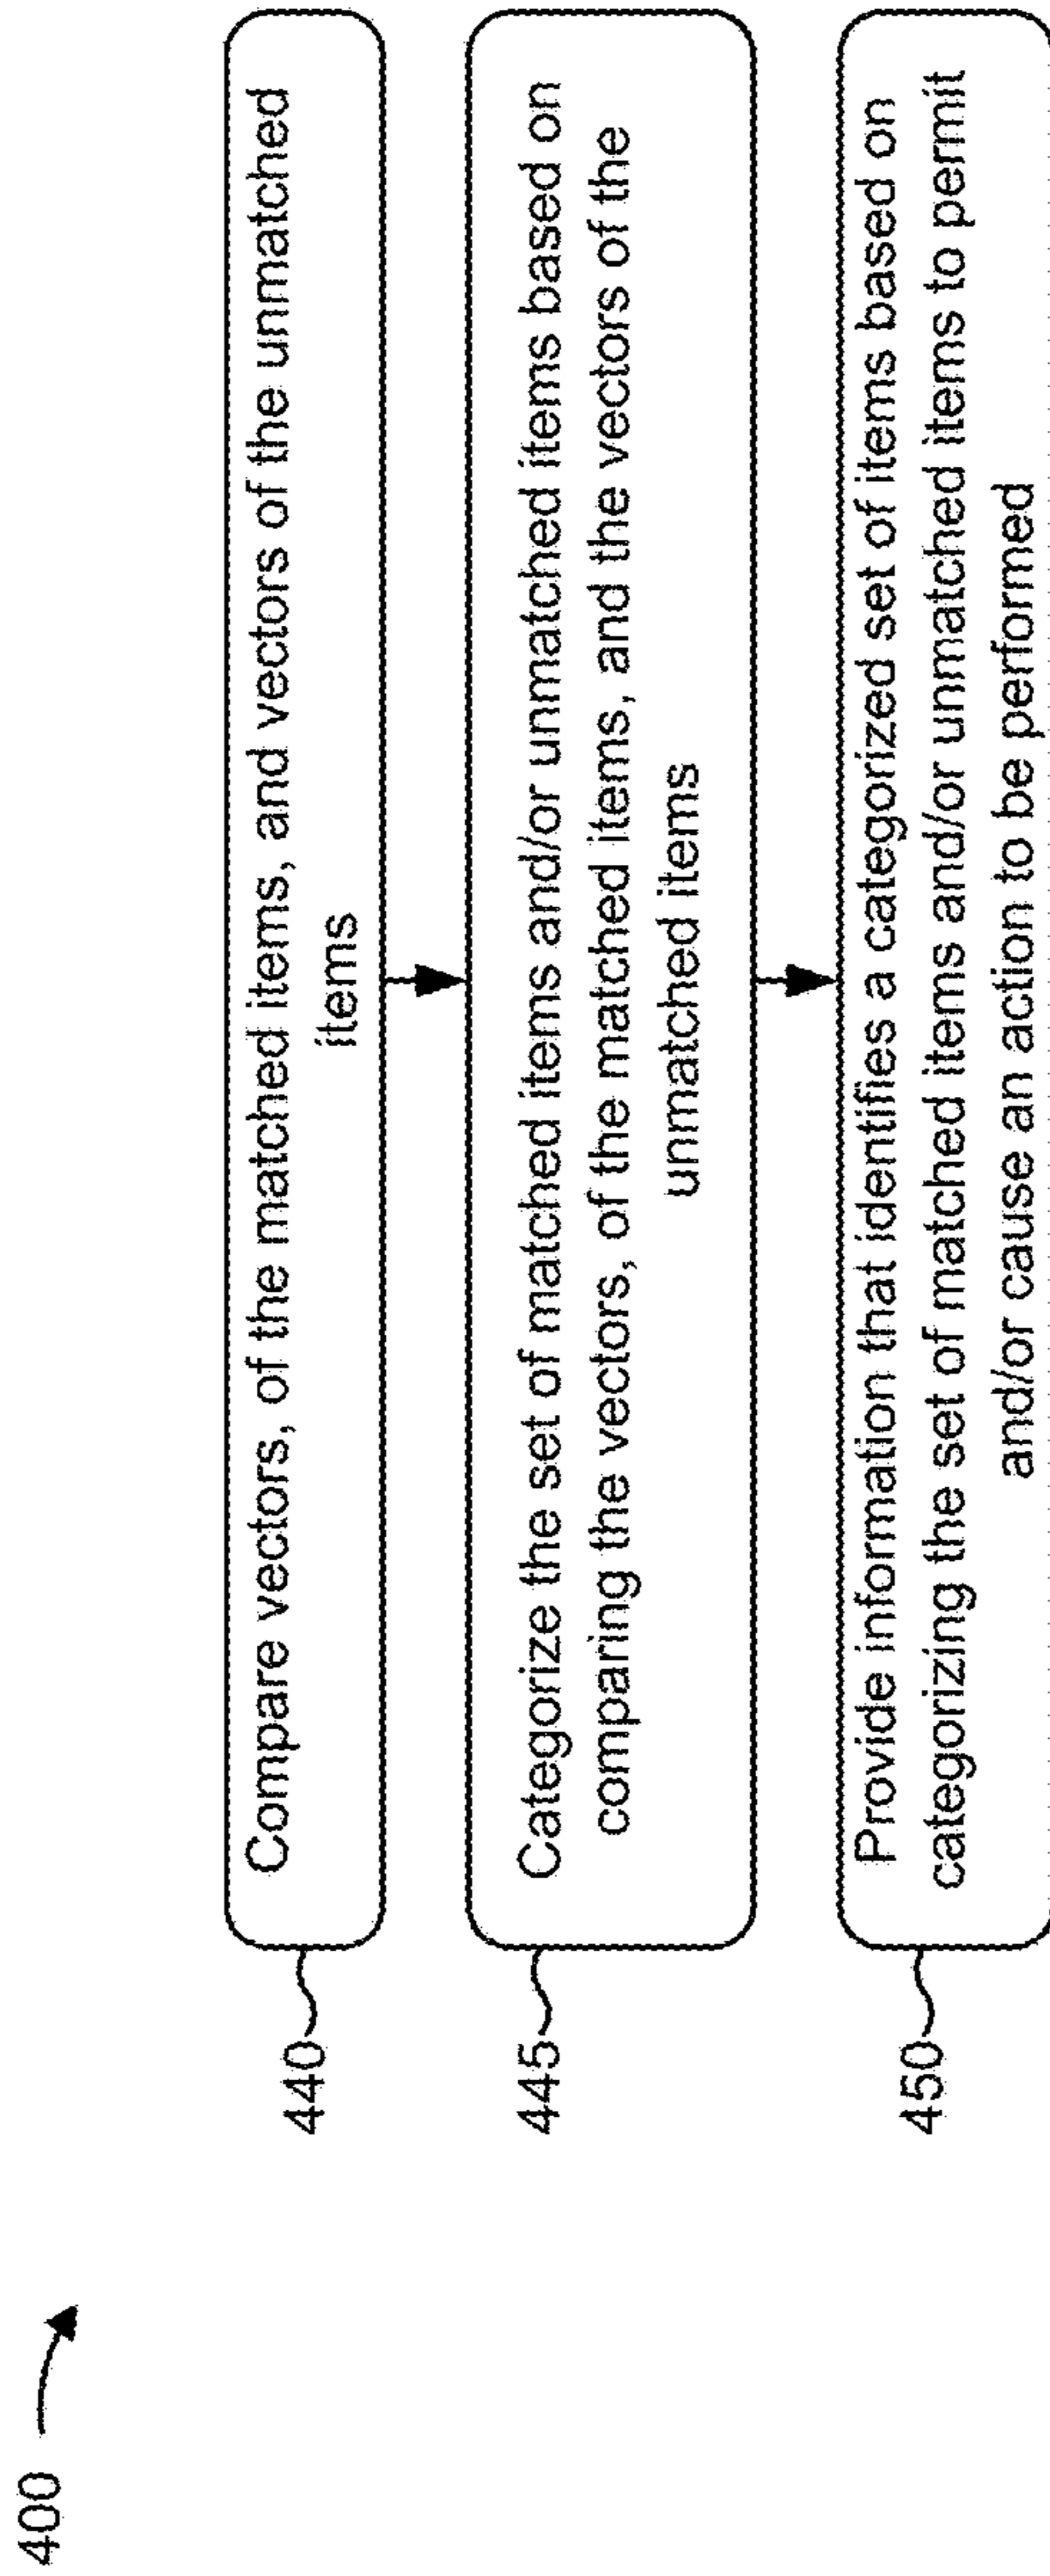 400
440
Compare vectors, of the matched items, and vectors of the unmatched
items
445
Categorize the set of matched items and/or unmatched items based on
comparing the vectors, of the matched items, and the vectors of the
unmatched items
450
Provide information that identifies a categorized set of items based on
categorizing the set of matched items and/or unmatched items to permit
and/or cause an action to be performed